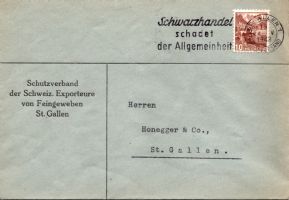 Schwarzhandel
schadet
der Allgemeinheit
Schutzverband
der Schweiz. Exporteure
von Feingeweben
St. Gallen
Herren
Honegger & Co.,
St. Gallen.